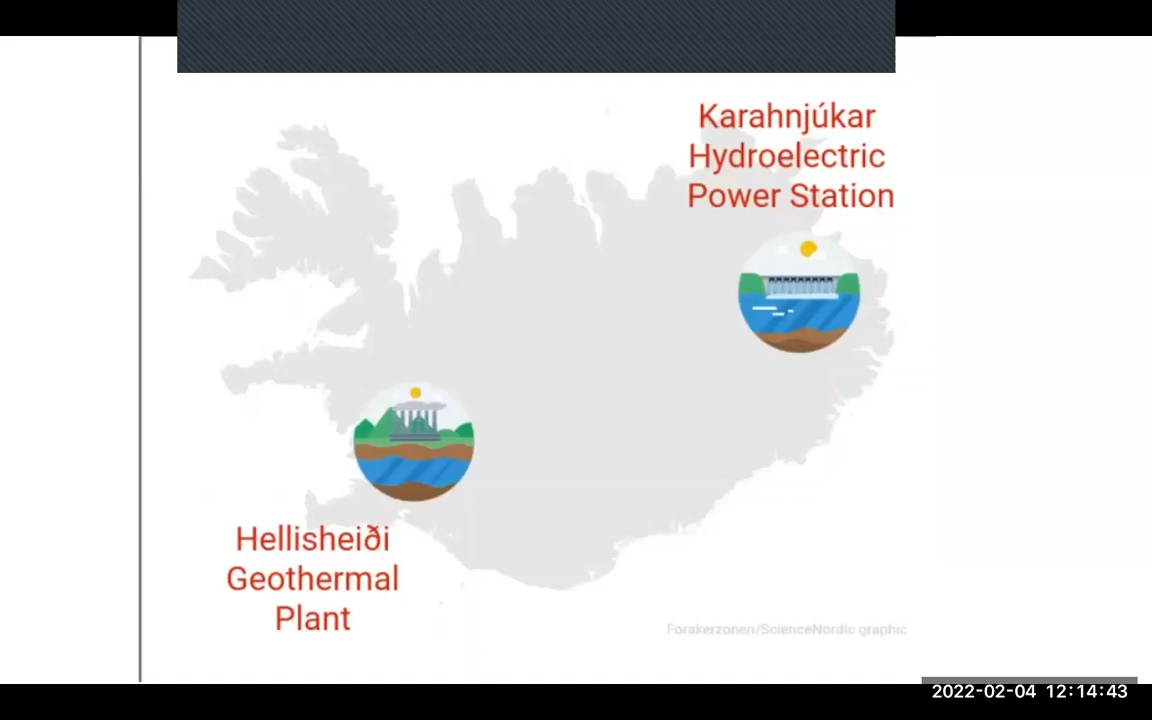 Karahnjúkar
Hydroelectric
Power Station
Hellisheiði
Geothermal
Plant
Forskerzonen/ScienceNordic graphic
2022-02-04 12:14:43